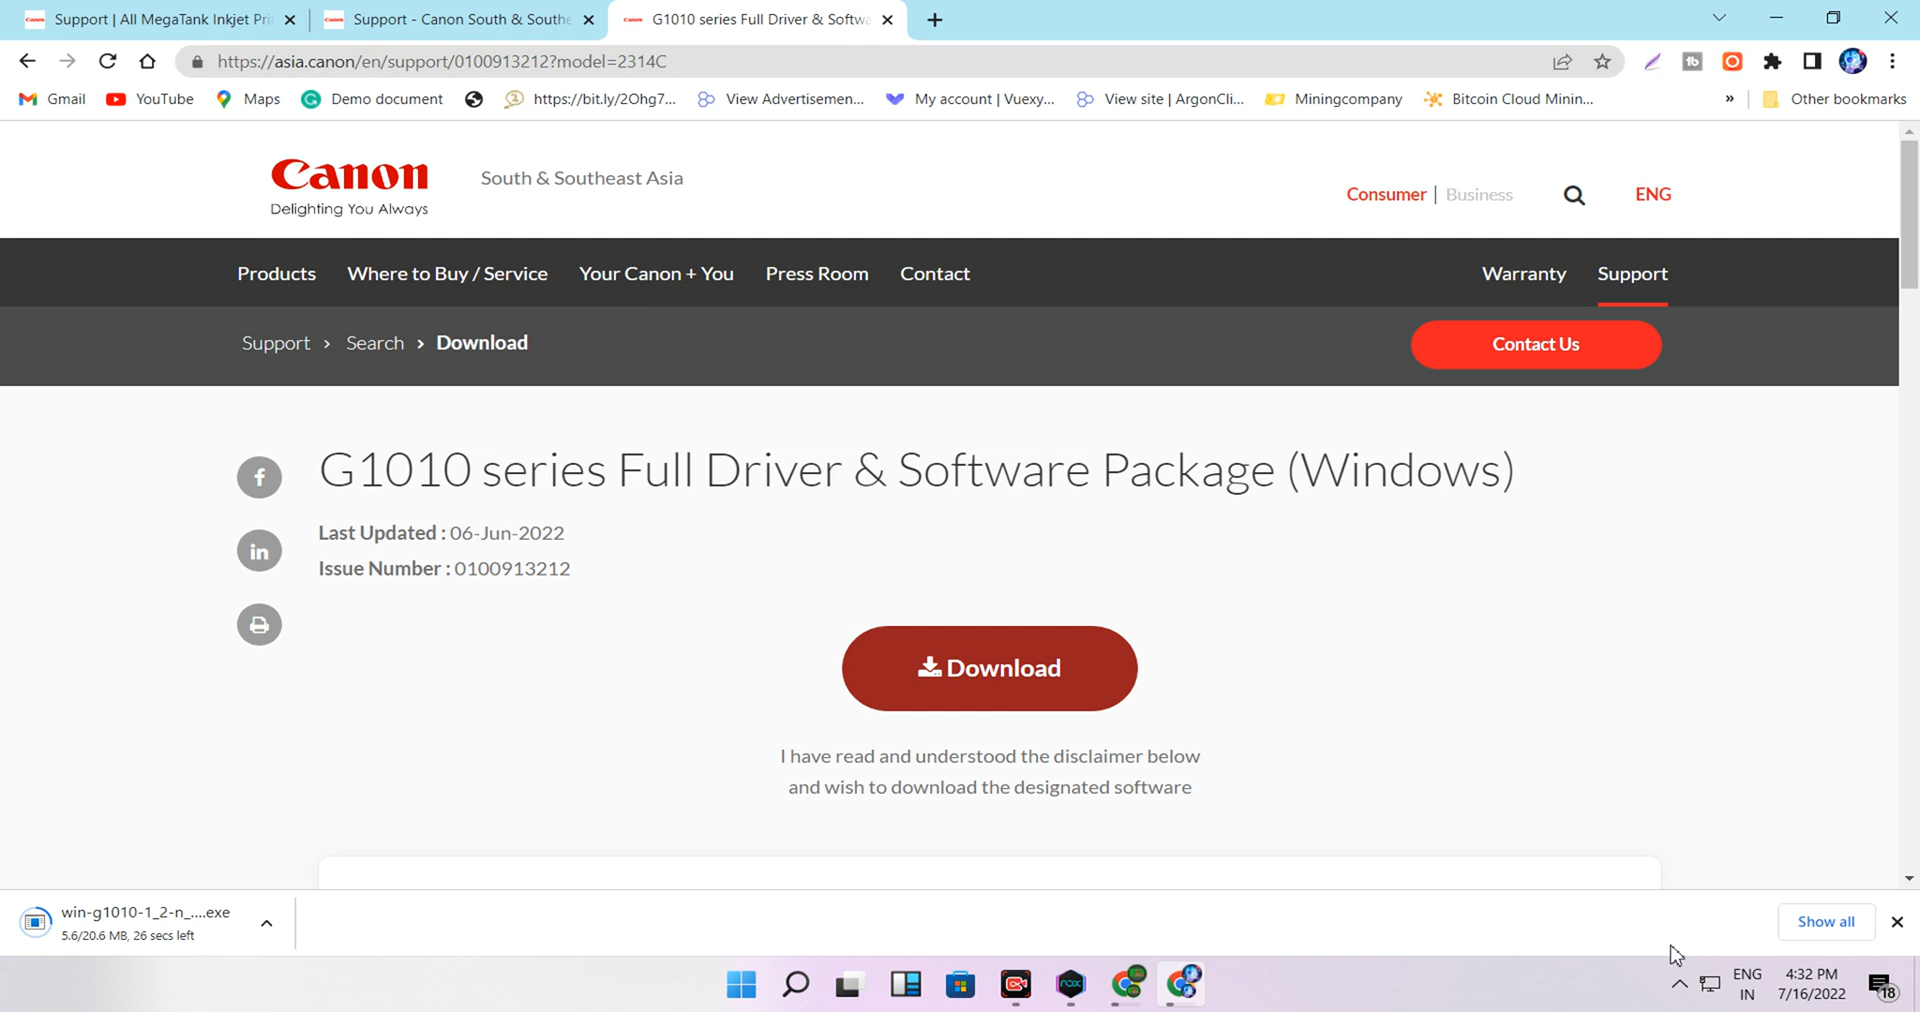 Support | All MegaTank Inkjet Pri
Support - Canon South & Southe
G1010 series Full Driver & Softwa
https://asia.canon/en/support/0100913212?model=2314C
Gmail
YouTube
Maps
Demo document
https://bit.ly/2Ohg7...
View Advertisemen...
My account | Vuexy...
View site | ArgonCli...
Miningcompany
Bitcoin Cloud Minin...
»
Other bookmarks
Canon
Delighting You Always
South & Southeast Asia
Consumer | Business
ENG
Products
Where to Buy / Service
Your Canon + You
Press Room
Contact
Warranty
Support
Support > Search > Download
Contact Us
G1010 series Full Driver & Software Package (Windows)
Last Updated : 06-Jun-2022
Issue Number : 0100913212
Download
I have read and understood the disclaimer below
and wish to download the designated software
win-g1010-1_2-n_....exe
5.6/20.6 MB, 26 secs left
Show all
nox
ENG
IN
4:32 PM
7/16/2022
18